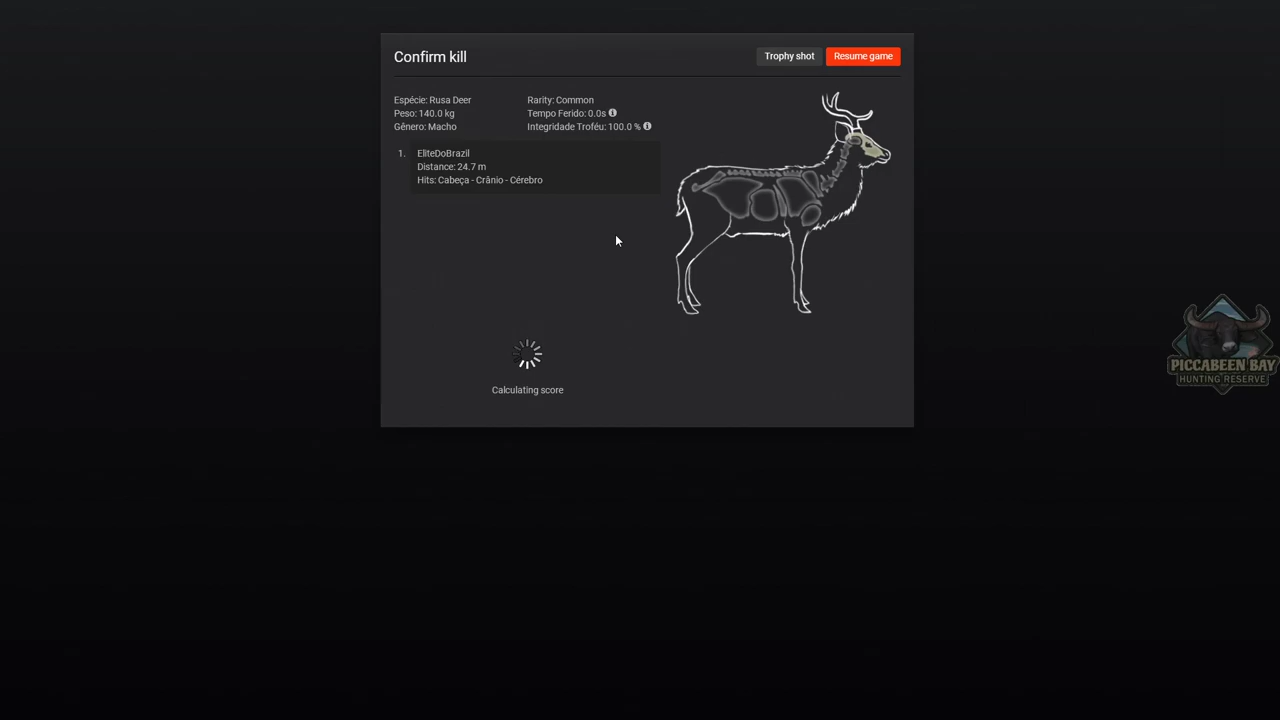 Confirm kill
Trophy shot
Resume game
Espécie: Rusa Deer
Rarity: Common
Peso: 140.0 kg
Tempo Ferido: 0.0s
Gênero: Macho
Integridade Troféu: 100.0 %
1. EliteDoBrazil
Distance: 24.7 m
Hits: Cabeça - Crânio - Cérebro
Calculating score
PICCABEEN BAY
HUNTING RESERVE